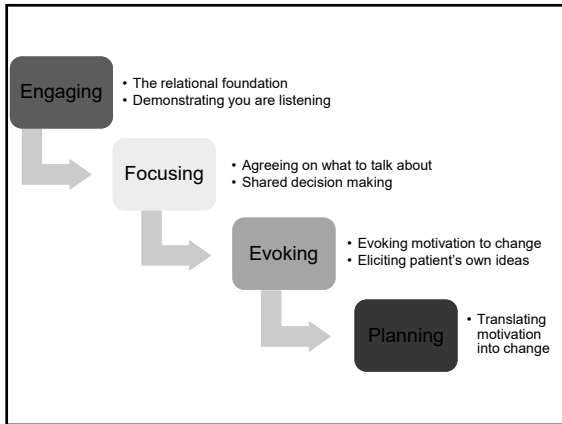 Engaging
• The relational foundation
• Demonstrating you are listening
Focusing
• Agreeing on what to talk about
• Shared decision making
Evoking
• Evoking motivation to change
• Eliciting patient's own ideas
Planning
• Translating
motivation
into change